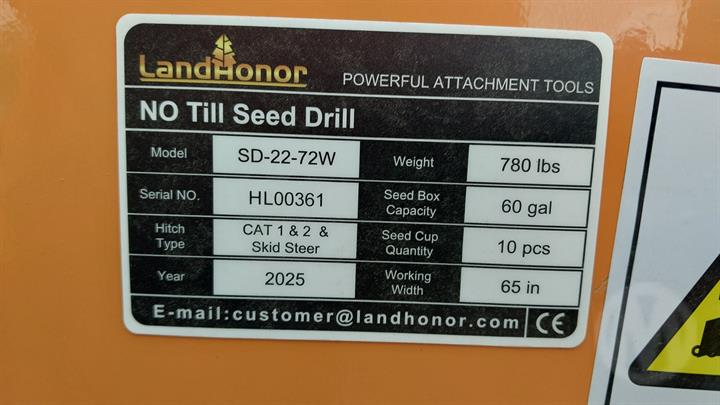 LANDHONOR
POWERFUL ATTACHMENT TOOLS
NO Till Seed Drill
Model SD-22-72W Weight 780 lbs
Serial NO. HL00361 Seed Box Capacity 60 gal
Hitch Type CAT 1 & 2 & Skid Steer Seed Cup Quantity 10 pcs
Year 2025 Working Width 65 in
E-mail:customer@landhonor.com CE